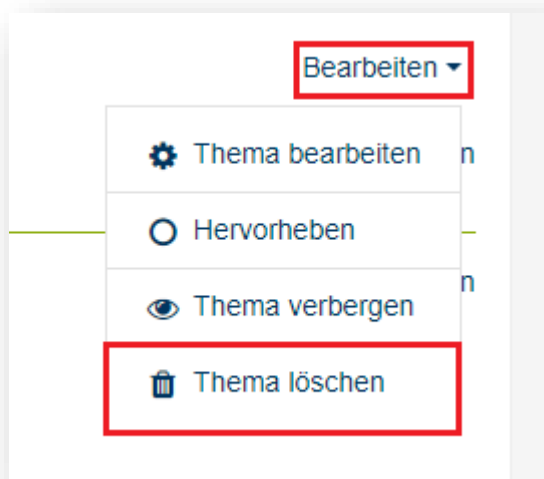 Bearbeiten
Thema bearbeiten
n
Hervorheben
n
Thema verbergen
Thema löschen